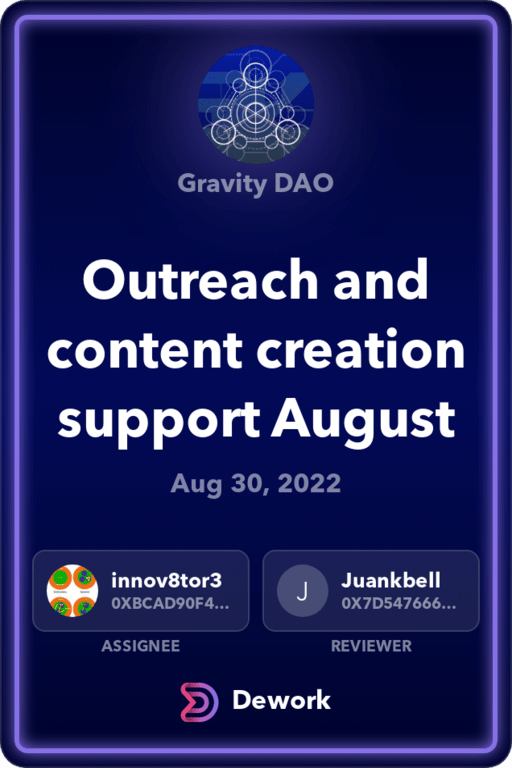 Gravity DAO
Outreach and
content creation
support August
Aug 30, 2022
innov8tor3
0XBCAD90F4...
ASSIGNEE
J
Juankbell
0X7D547666...
REVIEWER
Dework